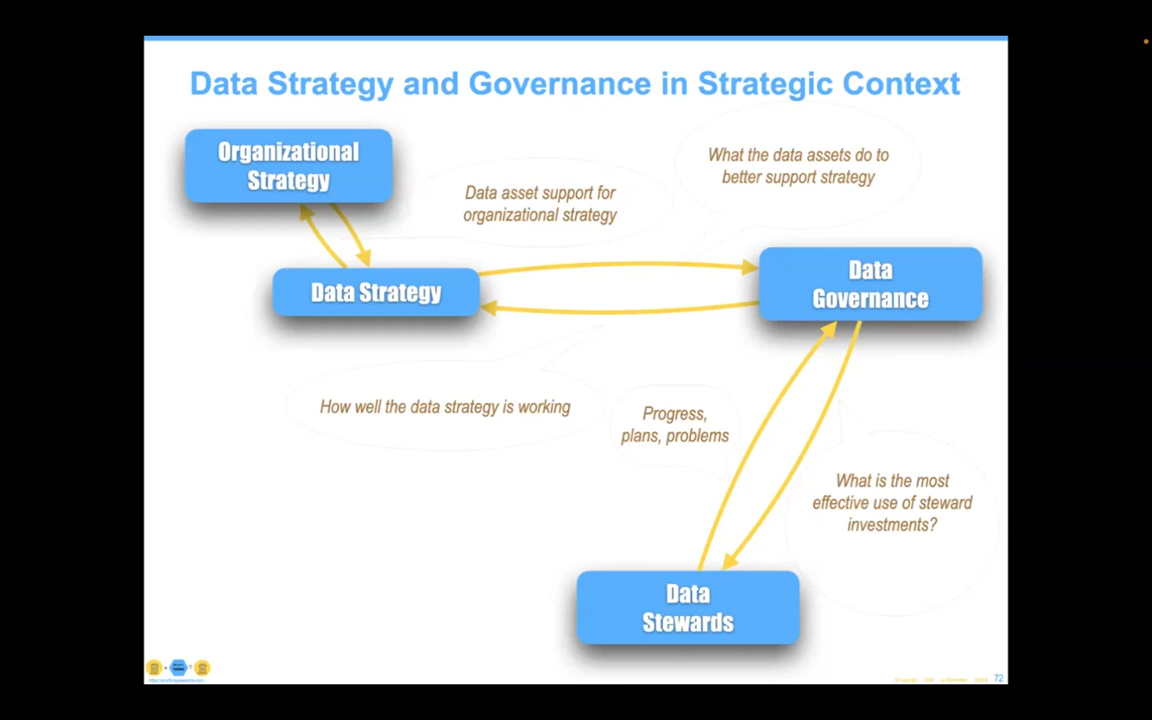 Data Strategy and Governance in Strategic Context
Organizational
Strategy
What the data assets do to
better support strategy
Data asset support for
organizational strategy
Data Strategy
Data
Governance
How well the data strategy is working
Progress,
plans, problems
What is the most
effective use of steward
investments?
Data
Stewards
72